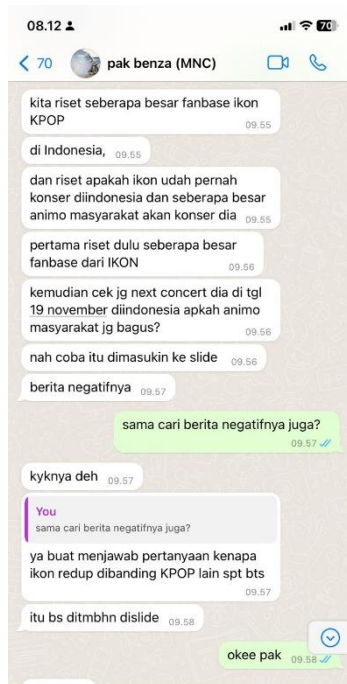 08.12
70
70
pak benza (MNC)
kita riset seberapa besar fanbase ikon
KPOP
09.55
di Indonesia,
09.55
dan riset apakah ikon udah pernah
konser diindonesia dan seberapa besar
animo masyarakat akan konser dia
09.55
pertama riset dulu seberapa besar
fanbase dari IKON
09.56
kemudian cek jg next concert dia di tgl
19 november diindonesia apkah animo
masyarakat jg bagus?
09.56
nah coba itu dimasukin ke slide
09.56
berita negatifnya
09.57
sama cari berita negatifnya juga?
09.57
kyknya deh
09.57
You
sama cari berita negatifnya juga?
ya buat menjawab pertanyaan kenapa
ikon redup dibanding KPOP lain spt bts
09.57
itu bs ditmbhn dislide
09.58
okee pak
09.58